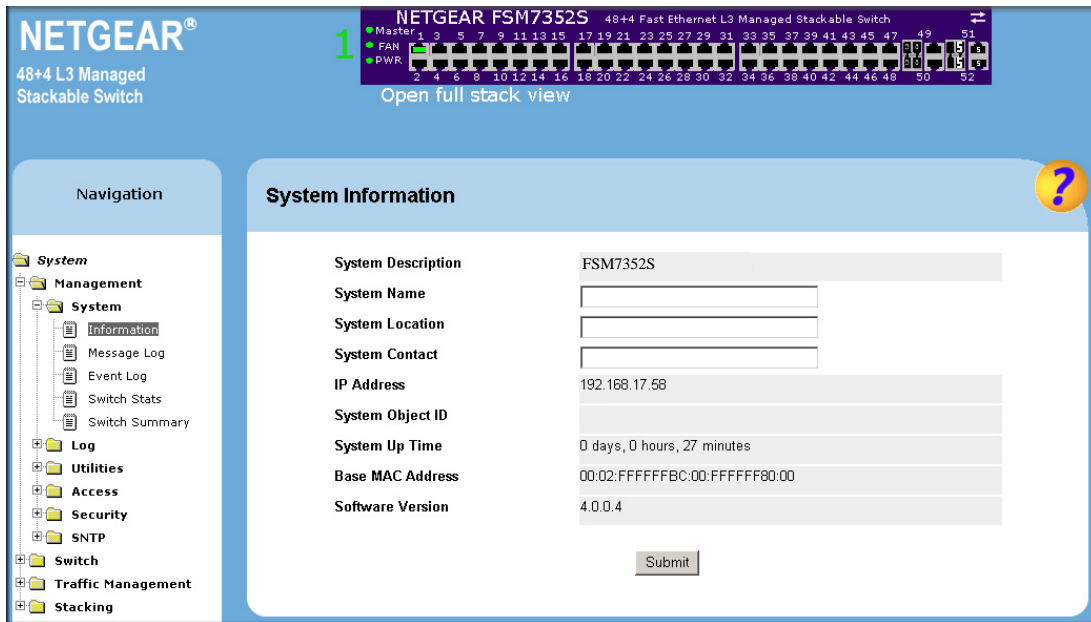 NETGEAR®
48+4 L3 Managed
Stackable Switch
1
NETGEAR FSM7352S 48+4 Fast Ethernet L3 Managed Stackable Switch
Master
FAN
PWR
1 3 5 7 9 11 13 15 17 19 21 23 25 27 29 31 33 35 37 39 41 43 45 47 49 51
2 4 6 8 10 12 14 16 18 20 22 24 26 28 30 32 34 36 38 40 42 44 46 48 50 52
Open full stack view
Navigation
System
Management
System
Information
Message Log
Event Log
Switch Stats
Switch Summary
Log
Utilities
Access
Security
SNTP
Switch
Traffic Management
Stacking
System Information
?
System Description FSM7352S
System Name
System Location
System Contact
IP Address 192.168.17.58
System Object ID
System Up Time 0 days, 0 hours, 27 minutes
Base MAC Address 00:02:FFFFFFBC:00:FFFFFF80:00
Software Version 4.0.0.4
Submit